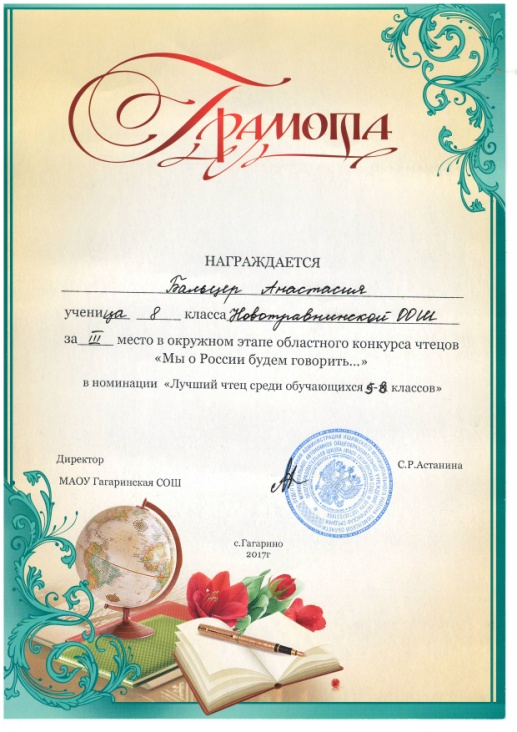 Грамота
НАГРАЖДАЕТСЯ
Бальцер Анастасия
ученица 8 класса Новотравнинской ООШ
за III место в окружном этапе областного конкурса чтецов
«Мы о России будем говорить...»
в номинации «Лучший чтец среди обучающихся 5-8 классов»
Директор
С.Р.Астанина
МАОУ Гагаринская СОШ
с.Гагарино
2017г